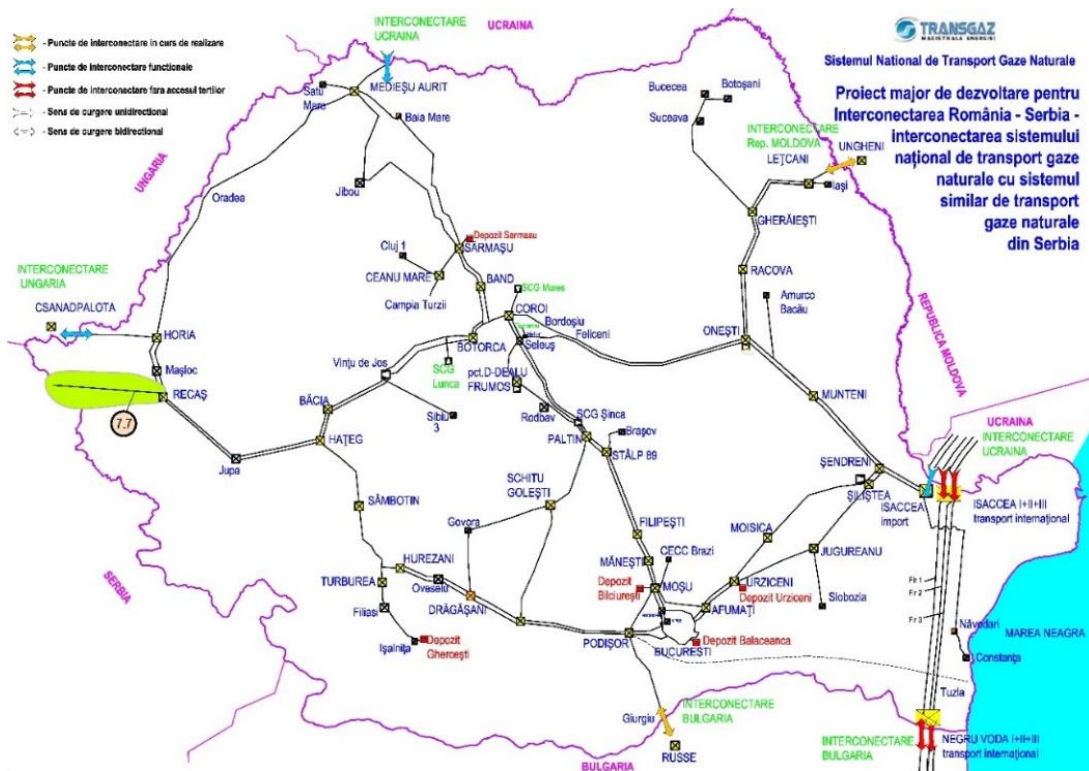 UCRAINA
INTERCONECTARE
UCRAINA
TRANSGAZ
Sistemul National de Transport Gaze Naturale
Proiect major de dezvoltare pentru
Interconectarea România - Serbia -
interconectarea sistemului
național de transport gaze
naturale cu sistemul
similar de transport
gaze naturale
din Serbia
- Puncte de interconectare in curs de realizare
- Puncte de interconectare functionale
- Puncte de interconectare fara accesul tertilor
- Sens de curgere unidirectional
- Sens de curgere bidirectional
MEDIEȘU AURIT
Satu
Mare
Baia Mare
Bucecea
Botoșani
Suceava
INTERCONECTARE
Rep. MOLDOVA
UNGHENI
LEȚCANI
Iași
UNGARIA
Oradea
Jibou
GHERĂIEȘTI
Depozit Sarmasu
SARMAȘU
Cluj 1
CEANU MARE
Campia Turzii
BAND
RACOVA
REPUBLICA MOLDOVA
INTERCONECTARE
UNGARIA
CSANADPALOTA
HORIA
SCG Mures
COROI
Bordoșiu
Feliceni
Amurco
Bacău
ONEȘTI
BOTORCA
Seleuș
Mașloc
Vințu de Jos
SCG
Lunca
pct.D-DEALU
FRUMOS
RECAȘ
7.7
BĂCIA
Sibiu
3
Rodbav
SCG Șinca
Brașov
MUNTENI
HAȚEG
PALTIN
STÂLP 89
UCRAINA
INTERCONECTARE
UCRAINA
Jupa
ȘENDRENI
SCHITU
GOLEȘTI
SILIȘTEA
ISACCEA
import
ISACCEA I+II+III
transport internațional
SÂMBOTIN
Govora
FILIPEȘTI
MOISICA
SERBIA
HUREZANI
MĂNEȘTI
CECC Brazi
JUGUREANU
TURBUREA
Ovaselu
Depozit
Bilciurești
MOȘU
URZICENI
Depozit Urziceni
Fir 1
Fir 2
Fir 3
Filiasi
DRĂGĂȘANI
AFUMAȚI
Slobozia
Năvodari
MAREA NEAGRA
Ișalnița
Depozit
Ghercești
PODIȘOR
BUCUREȘTI
Depozit Balaceanca
Constanța
Tuzla
Giurgiu
INTERCONECTARE
BULGARIA
RUSSE
BULGARIA
INTERCONECTARE
BULGARIA
NEGRU VODA I+II+III
transport internațional